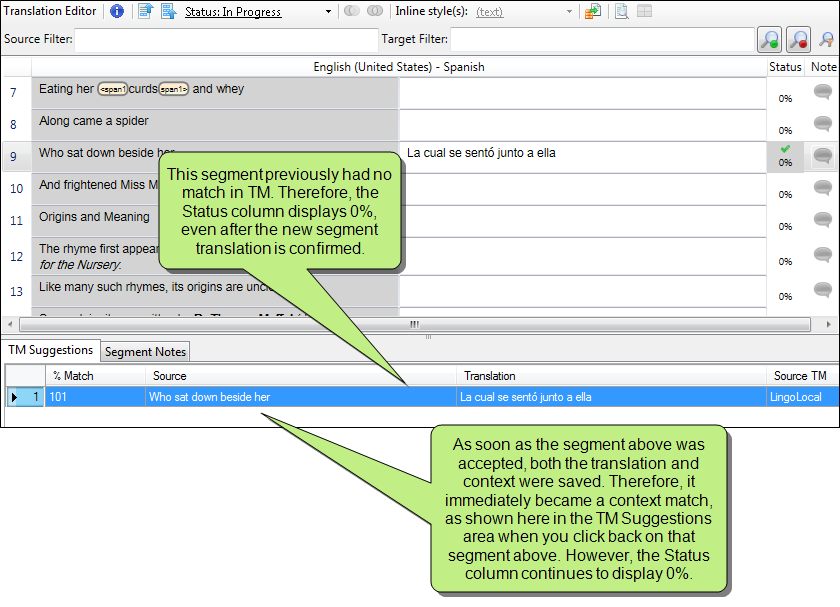 Translation Editor Status: In Progress Inline style(s): (text)
Source Filter: Target Filter:
English (United States) - Spanish Status Note
7 Eating her <span1 curds span1> and whey 0%
8 Along came a spider 0%
9 Who sat down beside her La cual se sentó junto a ella 0%
10 And frightened Miss M 0%
11 Origins and Meaning 0%
12 The rhyme first appear
for the Nursery. 0%
13 Like many such rhymes, its origins are uncl 0%
This segment previously had no
match in TM. Therefore, the
Status column displays 0%,
even after the new segment
translation is confirmed.
TM Suggestions Segment Notes
% Match Source Translation Source TM
1 101 Who sat down beside her La cual se sentó junto a ella LingoLocal
As soon as the segment above was
accepted, both the translation and
context were saved. Therefore, it
immediately became a context match,
as shown here in the TM Suggestions
area when you click back on that
segment above. However, the Status
column continues to display 0%.